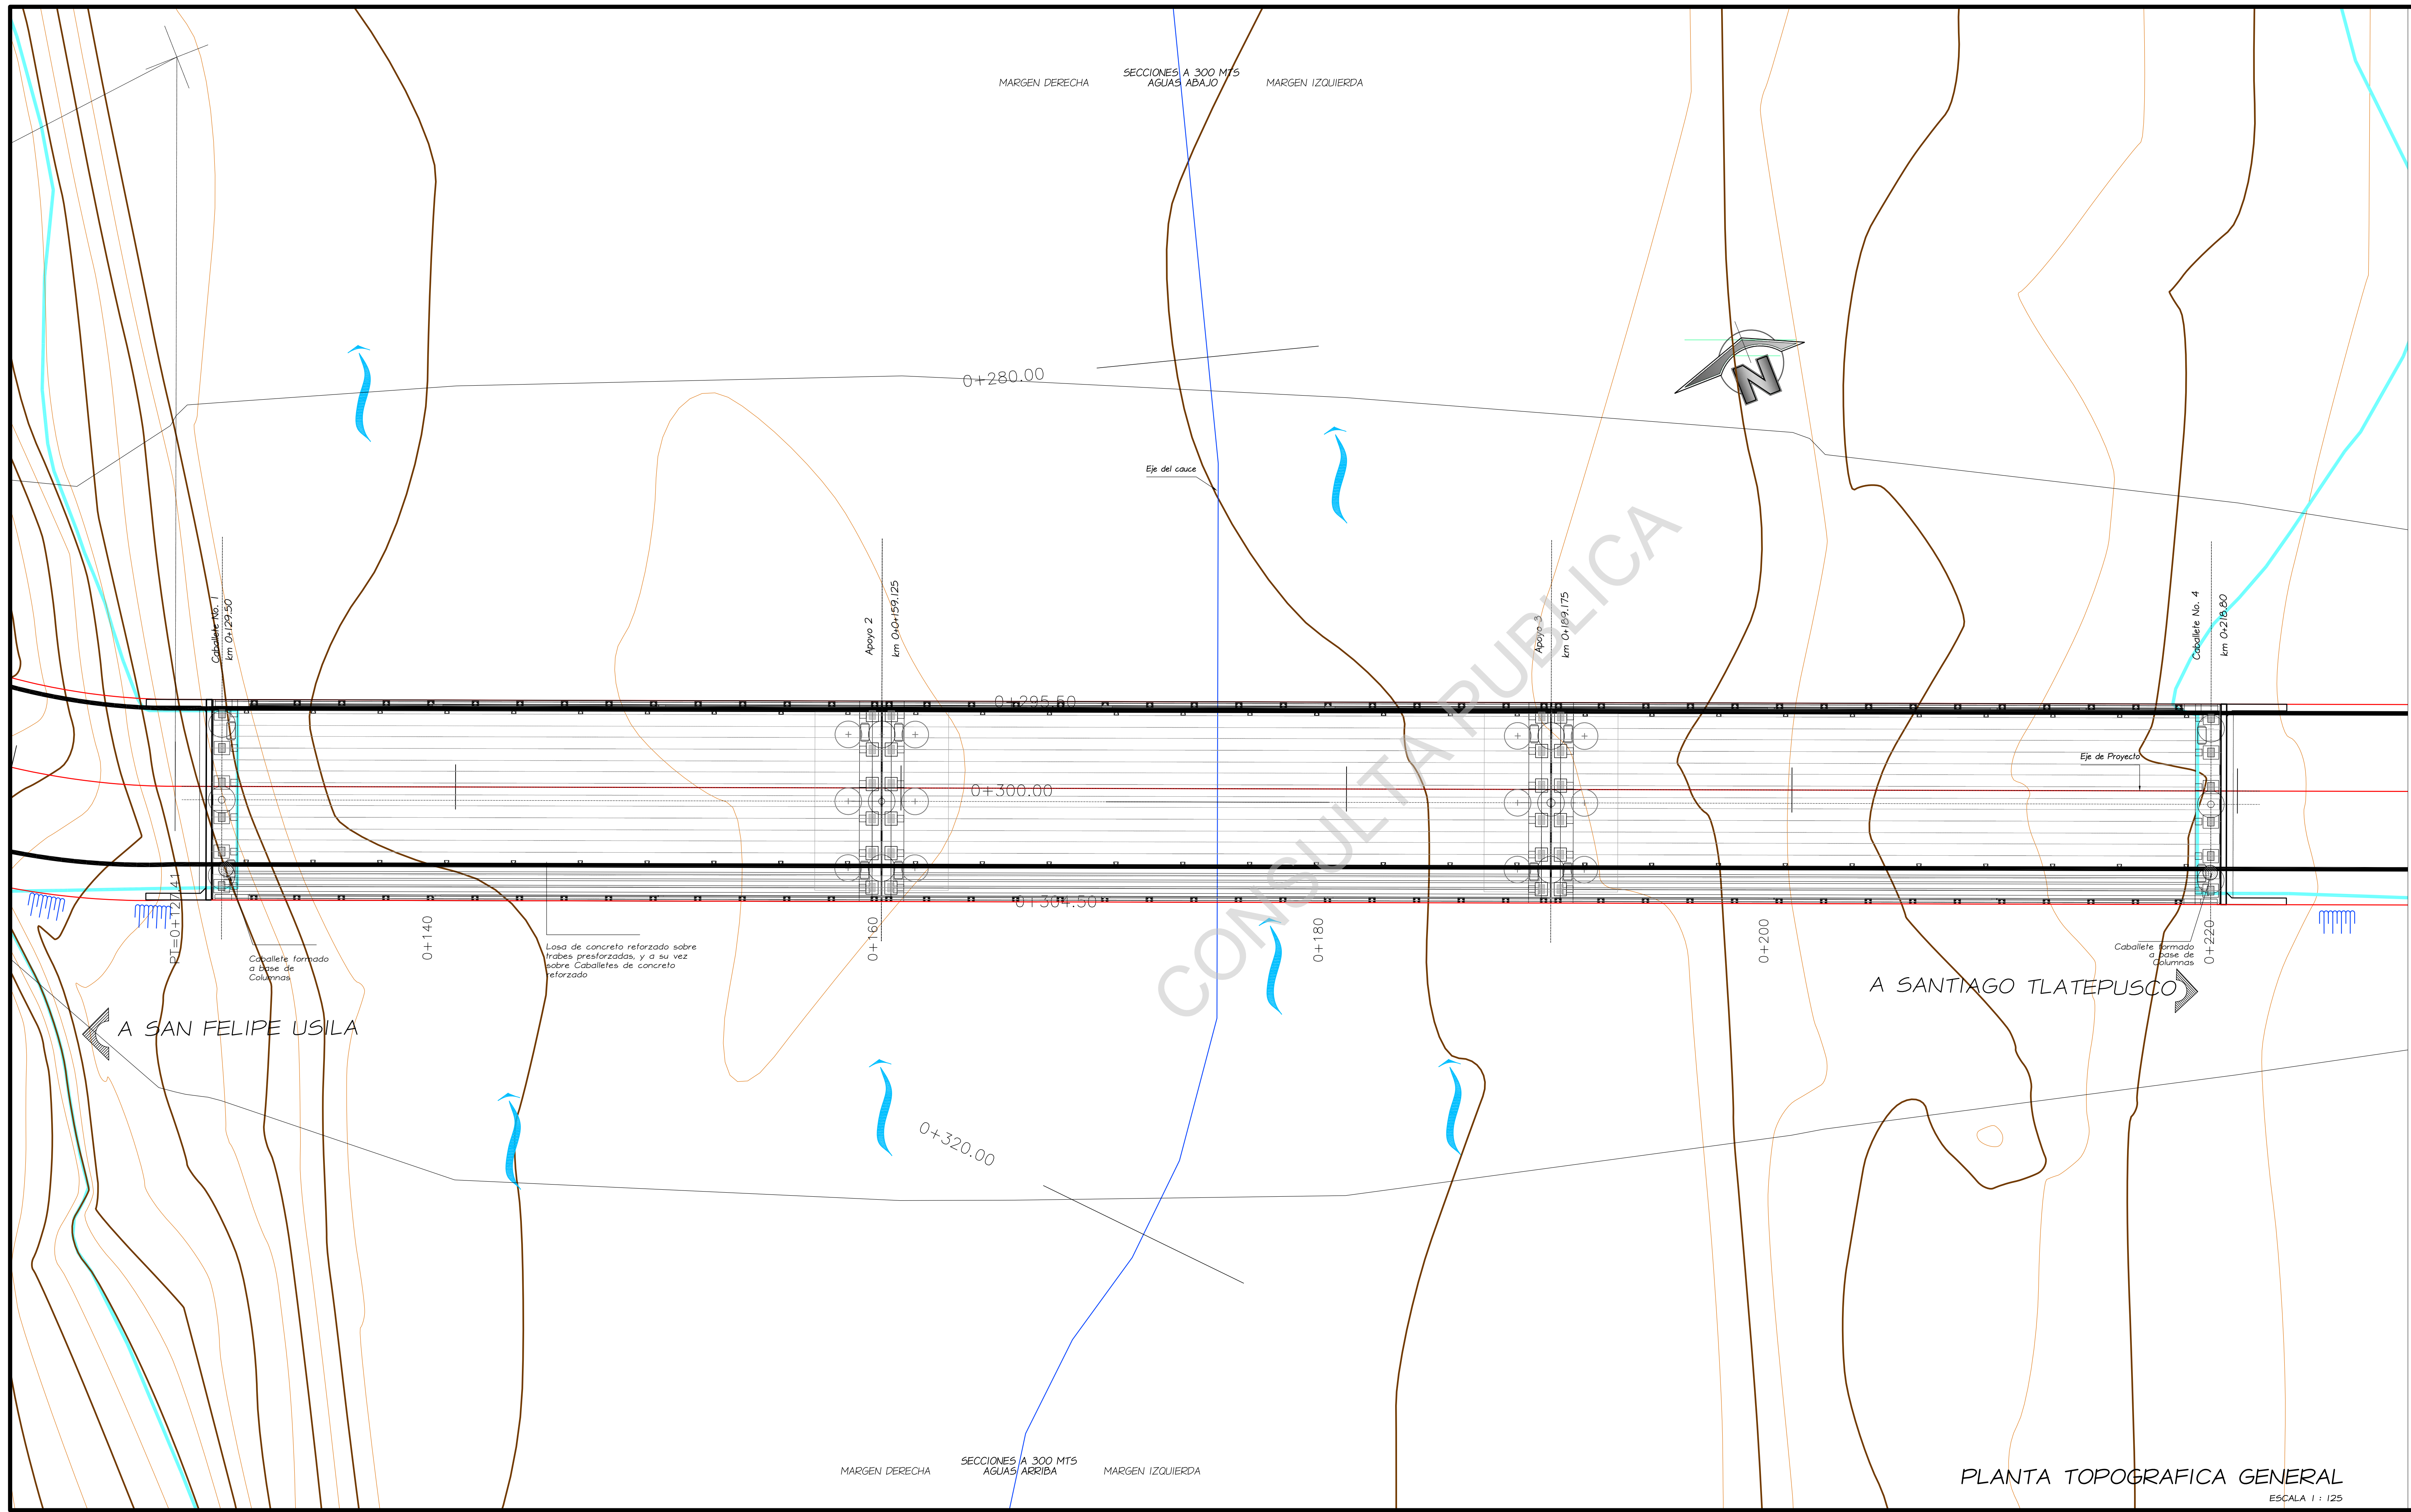 SECCIONES A 300 MTS
MARGEN DERECHA AGUAS ABAJO MARGEN IZQUIERDA
N
0+280.00
Eje del cauce
Caballete No. 1
km 0+129.50
Apoyo 2
km 0+0+159.125
Apoyo 3
km 0+189.175
Caballete No. 4
km 0+218.80
0+295.50
Eje de Proyecto
0+300.00
0+304.50
PT=0+127.41
0+140
0+160
0+180
0+200
0+220
Caballete formado
a base de
Columnas
Losa de concreto reforzado sobre
trabes presforzadas, y a su vez
sobre Caballetes de concreto
reforzado
Caballete formado
a base de
Columnas
A SANTIAGO TLATEPUSCO
A SAN FELIPE USILA
CONSULTA PUBLICA
0+320.00
SECCIONES A 300 MTS
MARGEN DERECHA AGUAS ARRIBA MARGEN IZQUIERDA
PLANTA TOPOGRAFICA GENERAL
ESCALA 1 : 125